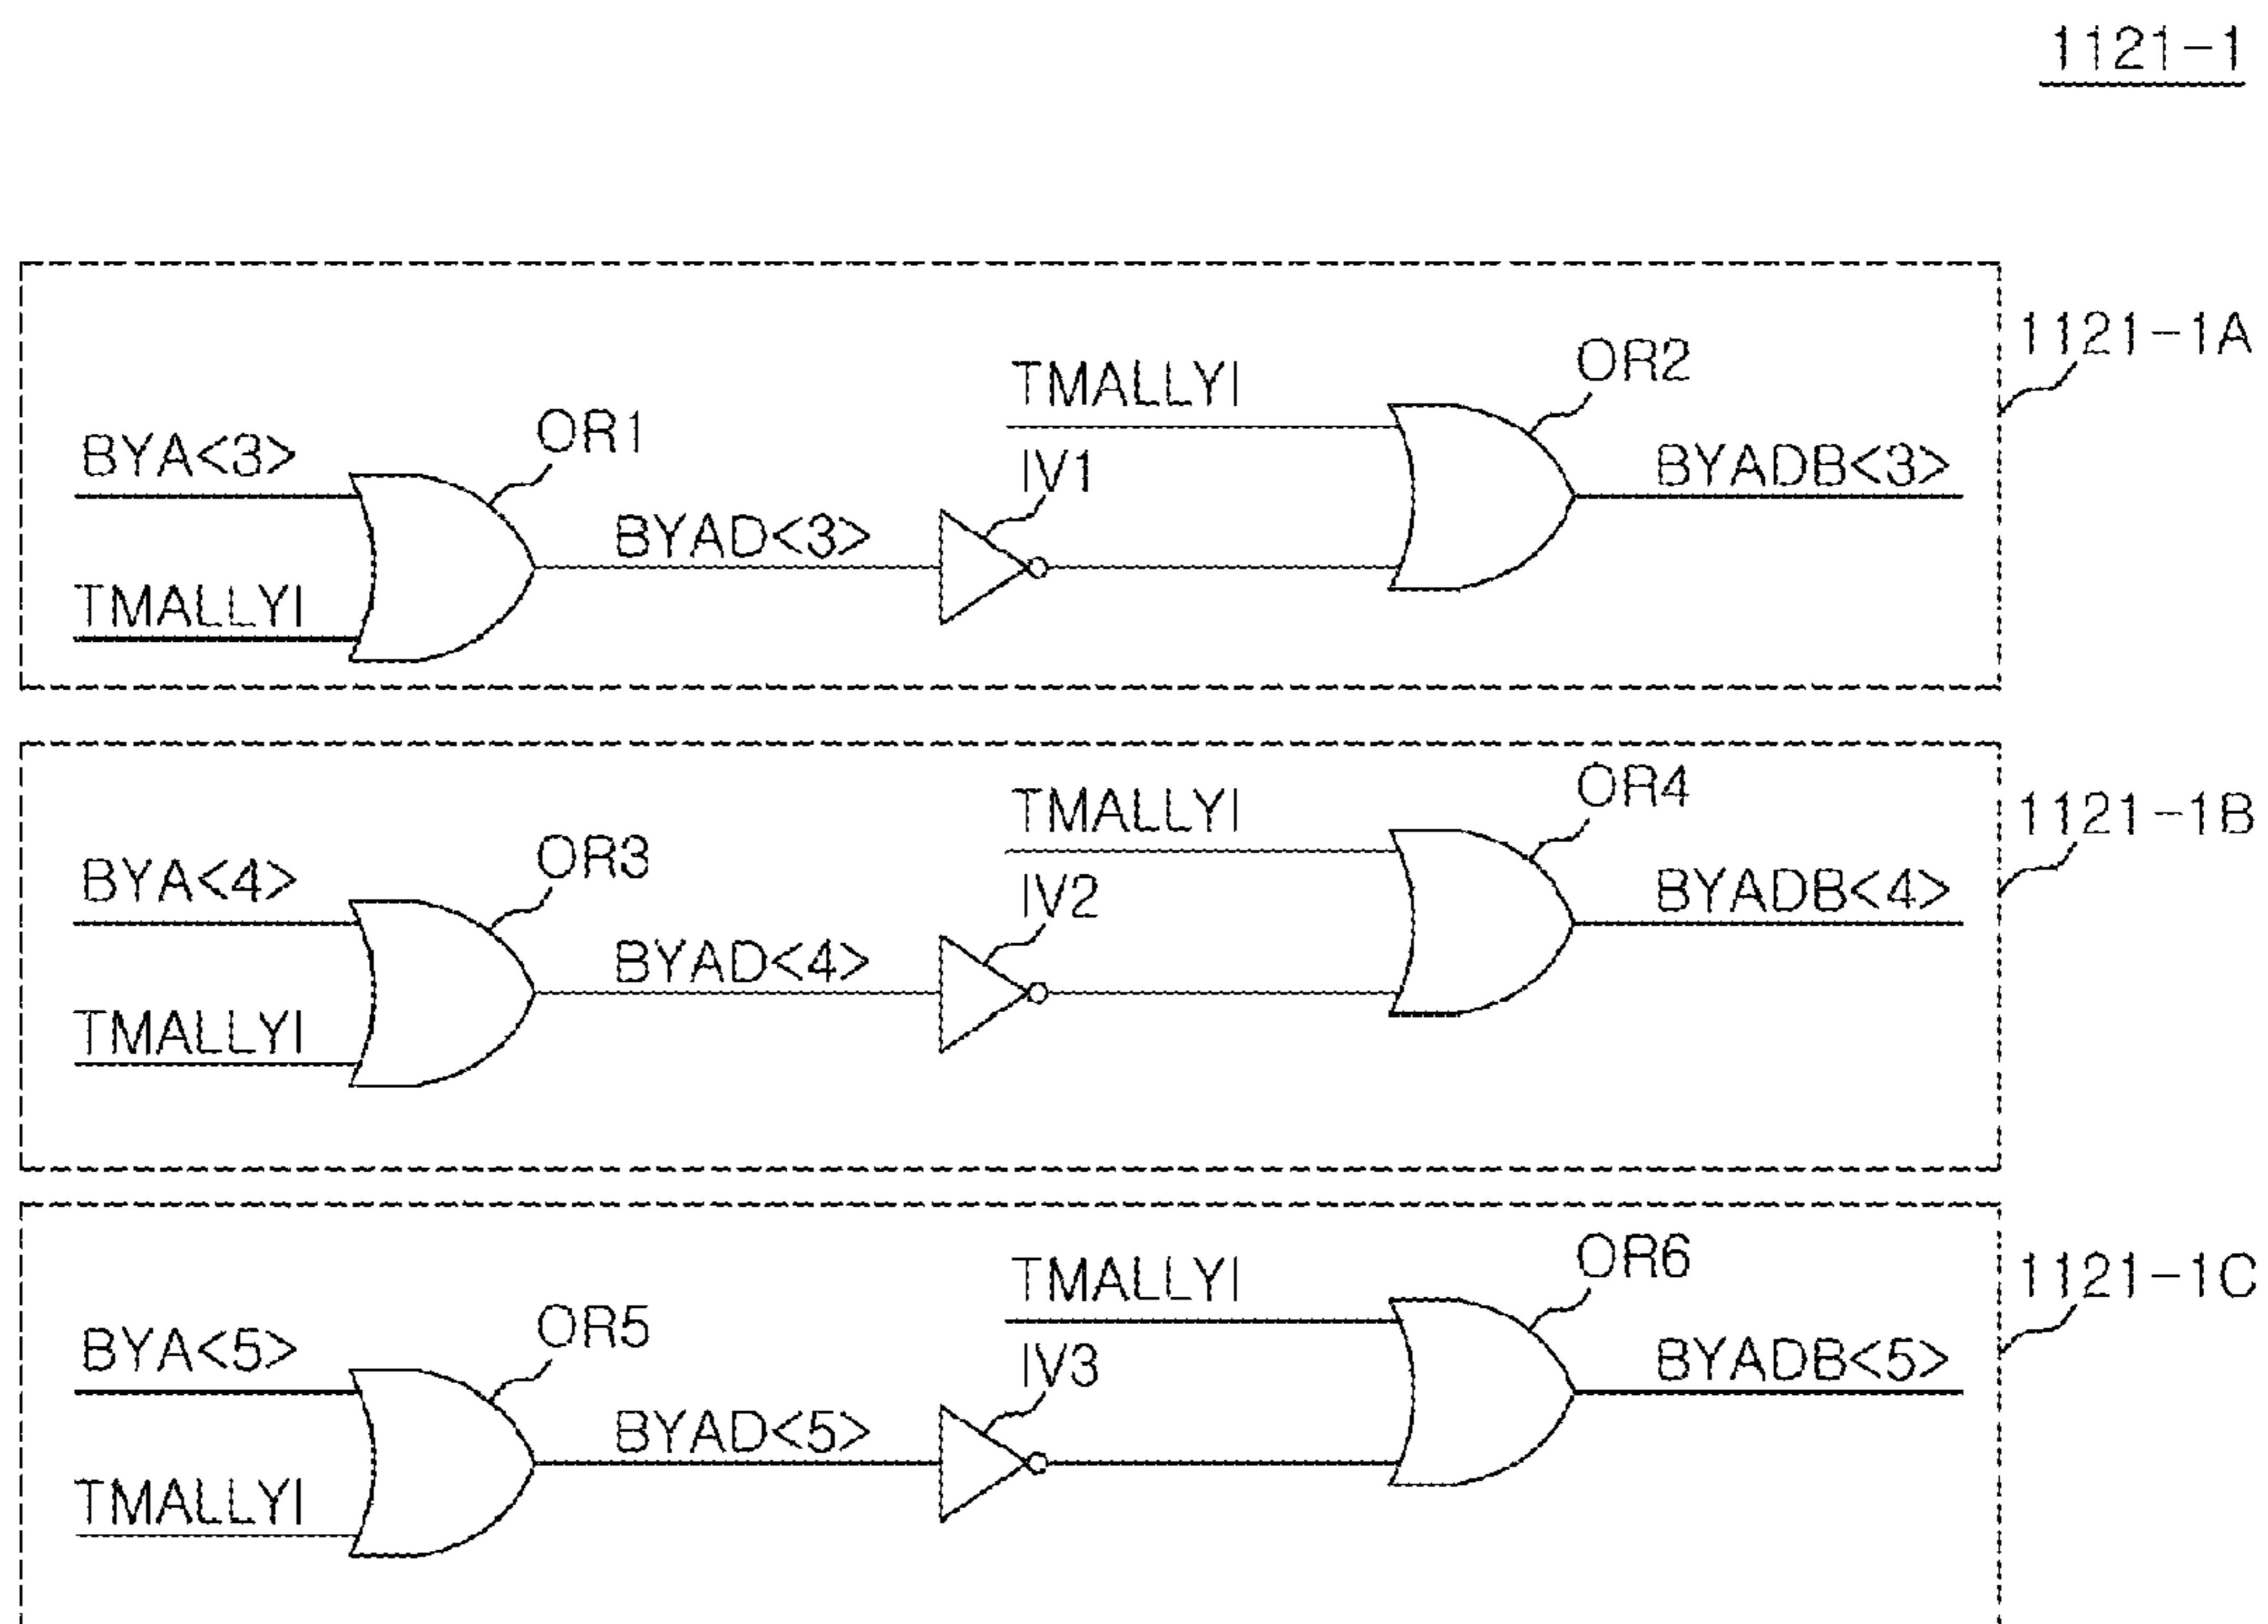 1121-1
1121-1A
TMALLYI
OR2
BYA<3>
OR1
IV1
BYADB<3>
BYAD<3>
TMALLYI
1121-1B
TMALLYI
OR4
BYA<4>
OR3
IV2
BYADB<4>
BYAD<4>
TMALLYI
1121-1C
TMALLYI
OR6
BYA<5>
OR5
IV3
BYADB<5>
BYAD<5>
TMALLYI